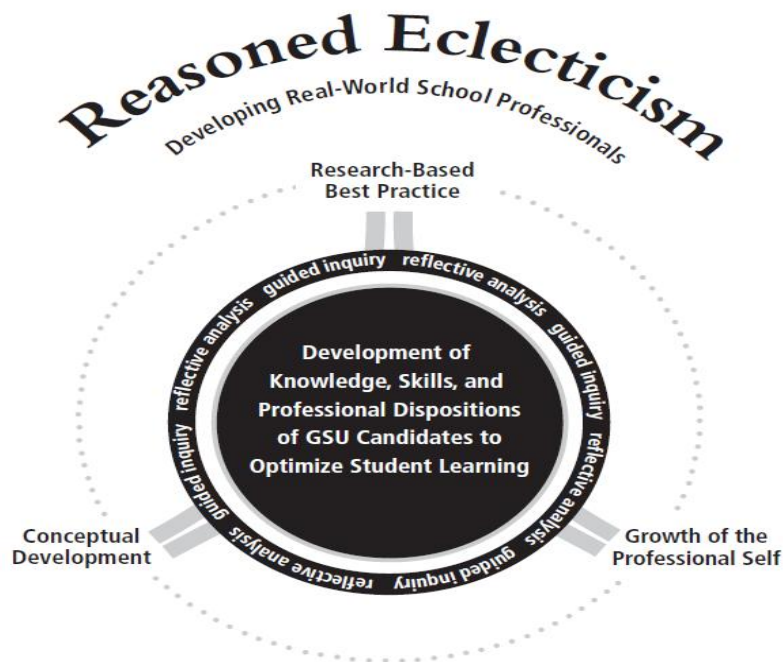 Reasoned Eclecticism
Developing Real-World School Professionals
Research-Based
Best Practice
guided inquiry reflective analysis guided inquiry reflective analysis guided inquiry reflective analysis guided inquiry reflective analysis
Development of
Knowledge, Skills, and
Professional Dispositions
of GSU Candidates to
Optimize Student Learning
Conceptual
Development
Growth of the
Professional Self